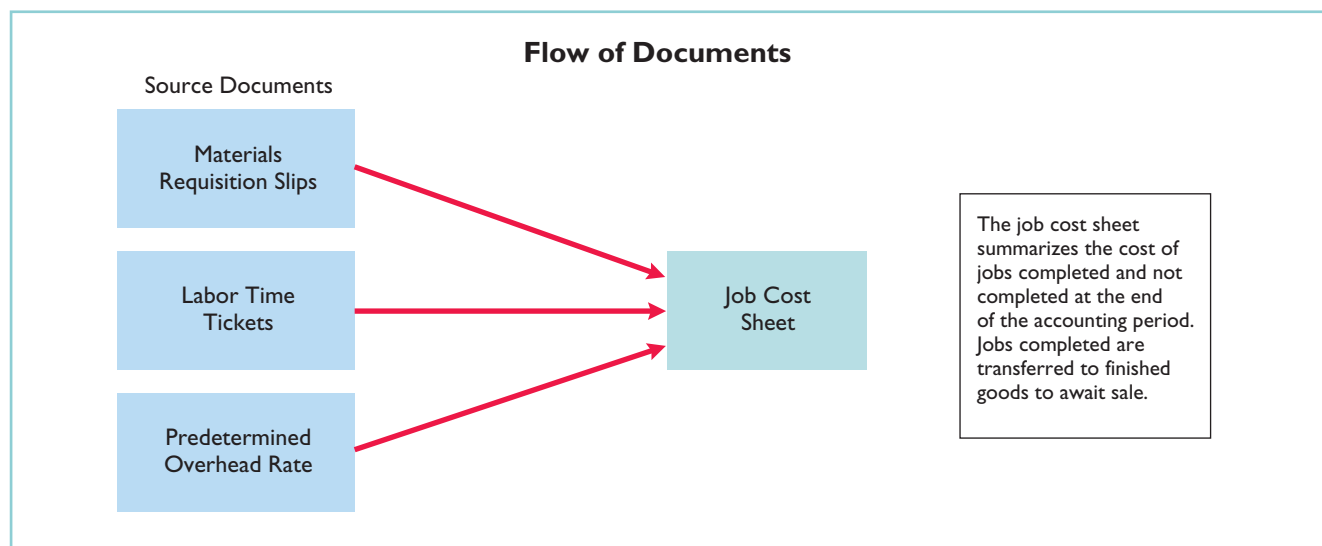 Flow of Documents
Source Documents
Materials
Requisition Slips
Labor Time
Tickets
Predetermined
Overhead Rate
Job Cost
Sheet
The job cost sheet
summarizes the cost of
jobs completed and not
completed at the end
of the accounting period.
Jobs completed are
transferred to finished
goods to await sale.